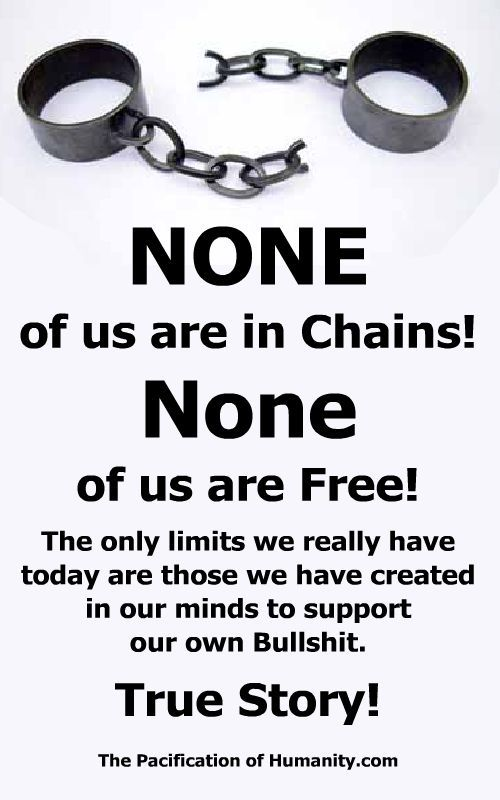 NONE
of us are in Chains!
None
of us are Free!
The only limits we really have
today are those we have created
in our minds to support
our own Bullshit.
True Story!
The Pacification of Humanity.com